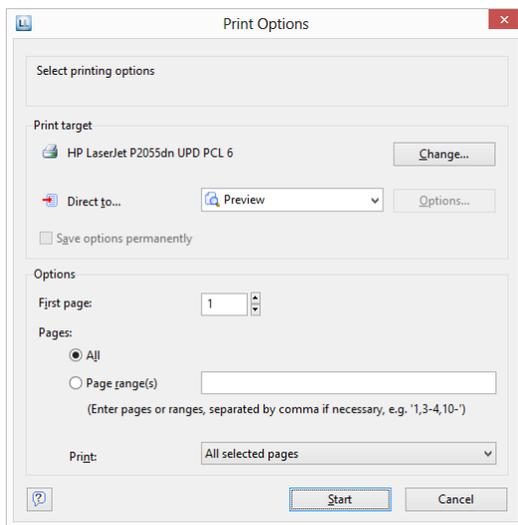 Print Options
Select printing options
Print target
HP LaserJet P2055dn UPD PCL 6
Change...
Direct to...
Preview
Options...
Save options permanently
Options
First page:
1
Pages:
All
Page range(s)
(Enter pages or ranges, separated by comma if necessary, e.g. '1,3-4,10-')
Print:
All selected pages
Start
Cancel